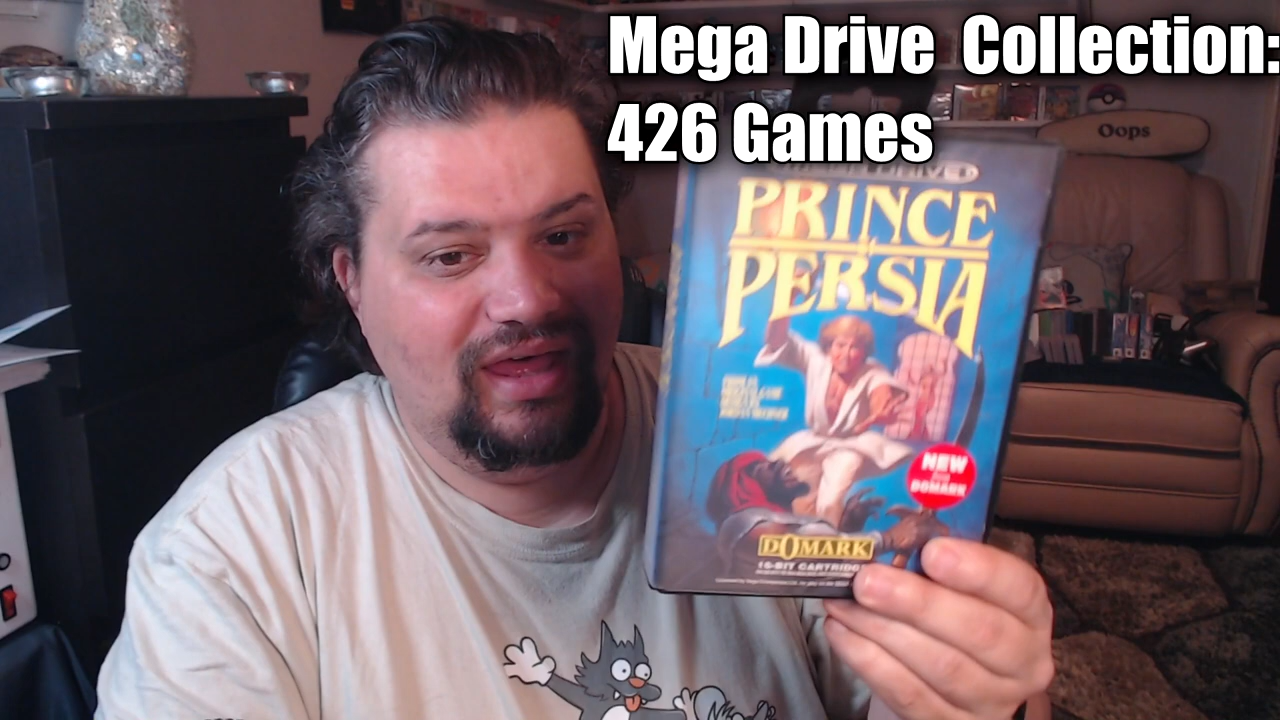 Mega Drive Collection:
426 Games
Oops
PRINCE
PERSIA
NEW
DOMARK
DOMARK
16-BIT CARTRIDGE